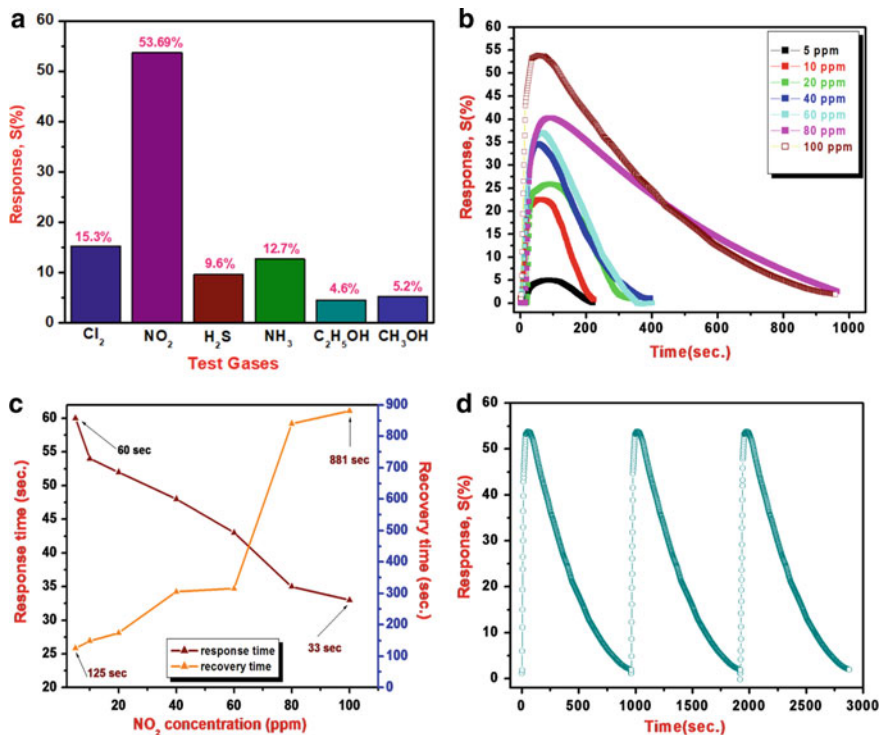 a
Response, S(%)
60
50
40
30
20
10
0
15.3%
53.69%
9.6%
12.7%
4.6%
5.2%
Cl2
NO2
H2S
NH3
C2H5OH
CH3OH
Test Gases
b
Response, S(%)
60
55
50
45
40
35
30
25
20
15
10
5
0
5 ppm
10 ppm
20 ppm
40 ppm
60 ppm
80 ppm
100 ppm
0 200 400 600 800 1000
Time(sec.)
c
Response time (sec.)
60
55
50
45
40
35
30
25
20
60 sec
881 sec
125 sec
33 sec
response time
recovery time
900
800
700
600
500
400
300
200
100
0
Recovery time (sec.)
20 40 60 80 100
NO2 concentration (ppm)
d
Response, S(%)
60
50
40
30
20
10
0
0 500 1000 1500 2000 2500 3000
Time(sec.)